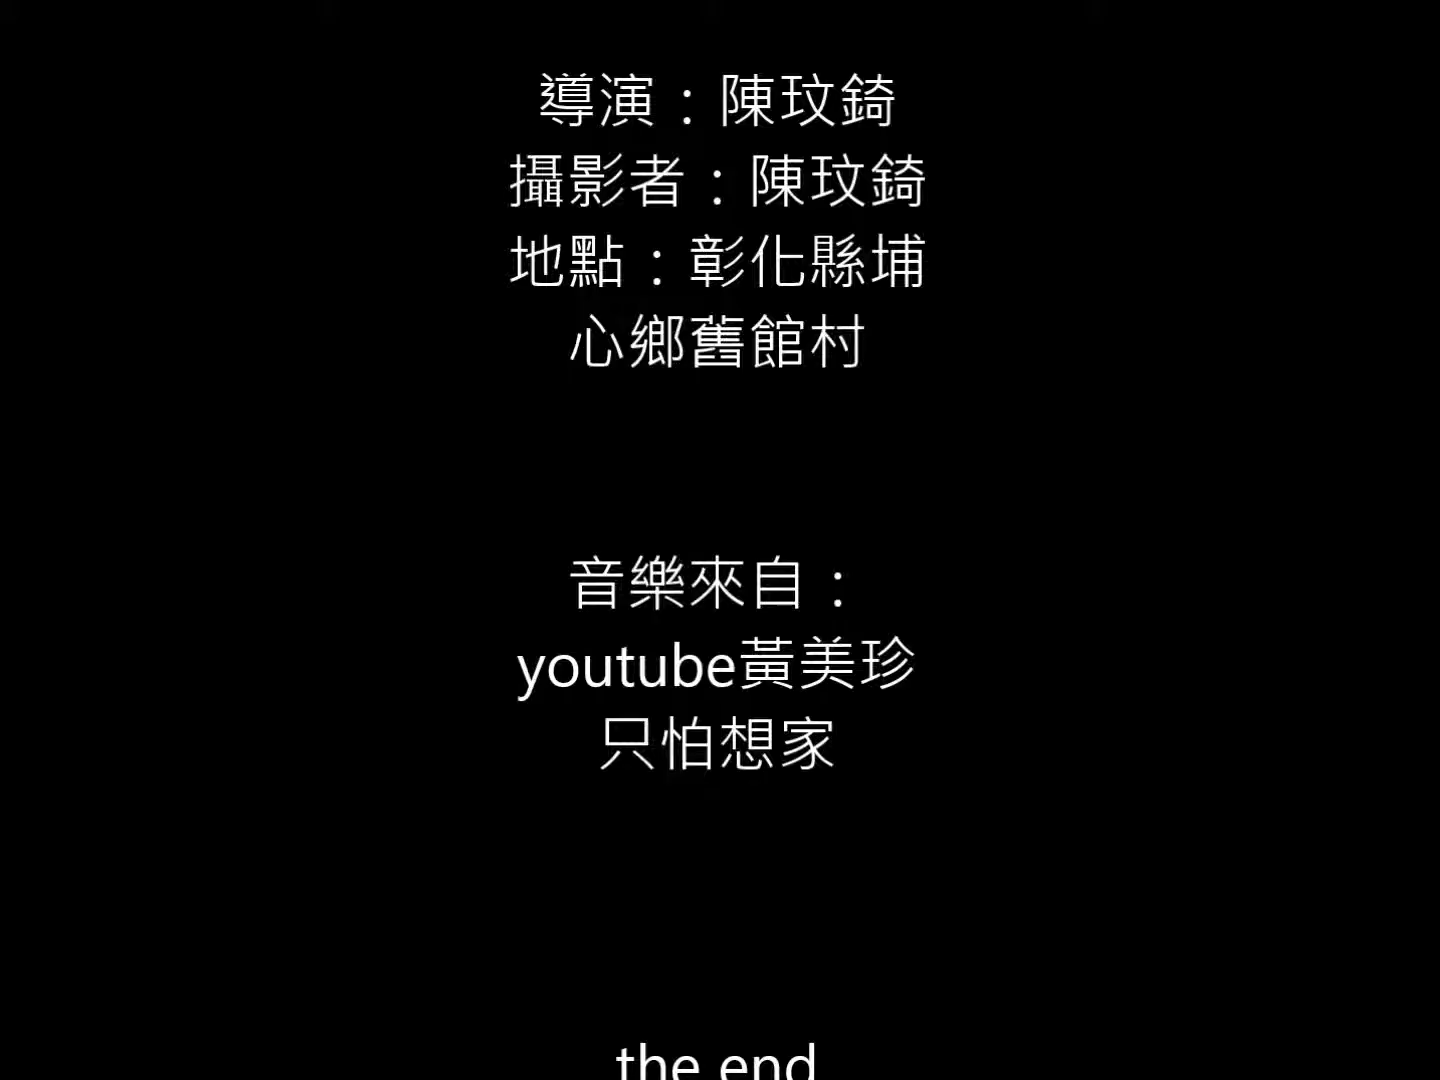 導演：陳玟錡
攝影者：陳玟錡
地點：彰化縣埔
心鄉舊館村
音樂來自：
youtube黃美珍
只怕想家
the end